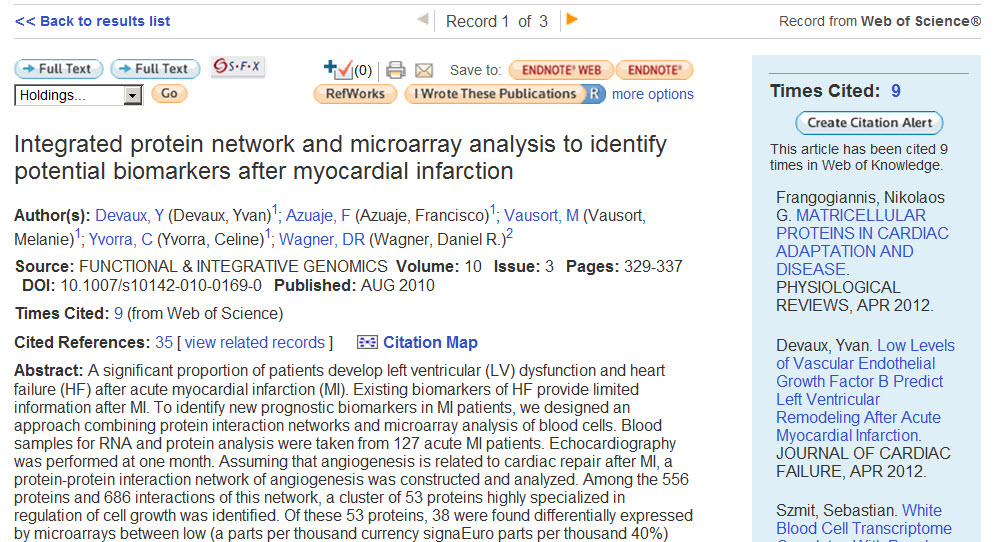 << Back to results list
Record 1 of 3
Record from Web of Science®
Full Text
Full Text
S·F·X
(0)
Save to:
ENDNOTE® WEB
ENDNOTE®
Holdings...
Go
RefWorks
I Wrote These Publications R
more options
Integrated protein network and microarray analysis to identify
potential biomarkers after myocardial infarction
Author(s): Devaux, Y (Devaux, Yvan)1; Azuaje, F (Azuaje, Francisco)1; Vausort, M (Vausort,
Melanie)1; Yvorra, C (Yvorra, Celine)1; Wagner, DR (Wagner, Daniel R.)2
Source: FUNCTIONAL & INTEGRATIVE GENOMICS Volume: 10 Issue: 3 Pages: 329-337
DOI: 10.1007/s10142-010-0169-0 Published: AUG 2010
Times Cited: 9 (from Web of Science)
Cited References: 35 [ view related records ] Citation Map
Abstract: A significant proportion of patients develop left ventricular (LV) dysfunction and heart
failure (HF) after acute myocardial infarction (MI). Existing biomarkers of HF provide limited
information after MI. To identify new prognostic biomarkers in MI patients, we designed an
approach combining protein interaction networks and microarray analysis of blood cells. Blood
samples for RNA and protein analysis were taken from 127 acute MI patients. Echocardiography
was performed at one month. Assuming that angiogenesis is related to cardiac repair after MI, a
protein-protein interaction network of angiogenesis was constructed and analyzed. Among the 556
proteins and 686 interactions of this network, a cluster of 53 proteins highly specialized in
regulation of cell growth was identified. Of these 53 proteins, 38 were found differentially expressed
by microarrays between low (a parts per thousand currency signaEuro parts per thousand 40%)
Times Cited: 9
Create Citation Alert
This article has been cited 9
times in Web of Knowledge.
Frangogiannis, Nikolaos
G. MATRICELLULAR
PROTEINS IN CARDIAC
ADAPTATION AND
DISEASE.
PHYSIOLOGICAL
REVIEWS, APR 2012.
Devaux, Yvan. Low Levels
of Vascular Endothelial
Growth Factor B Predict
Left Ventricular
Remodeling After Acute
Myocardial Infarction.
JOURNAL OF CARDIAC
FAILURE, APR 2012.
Szmit, Sebastian. White
Blood Cell Transcriptome